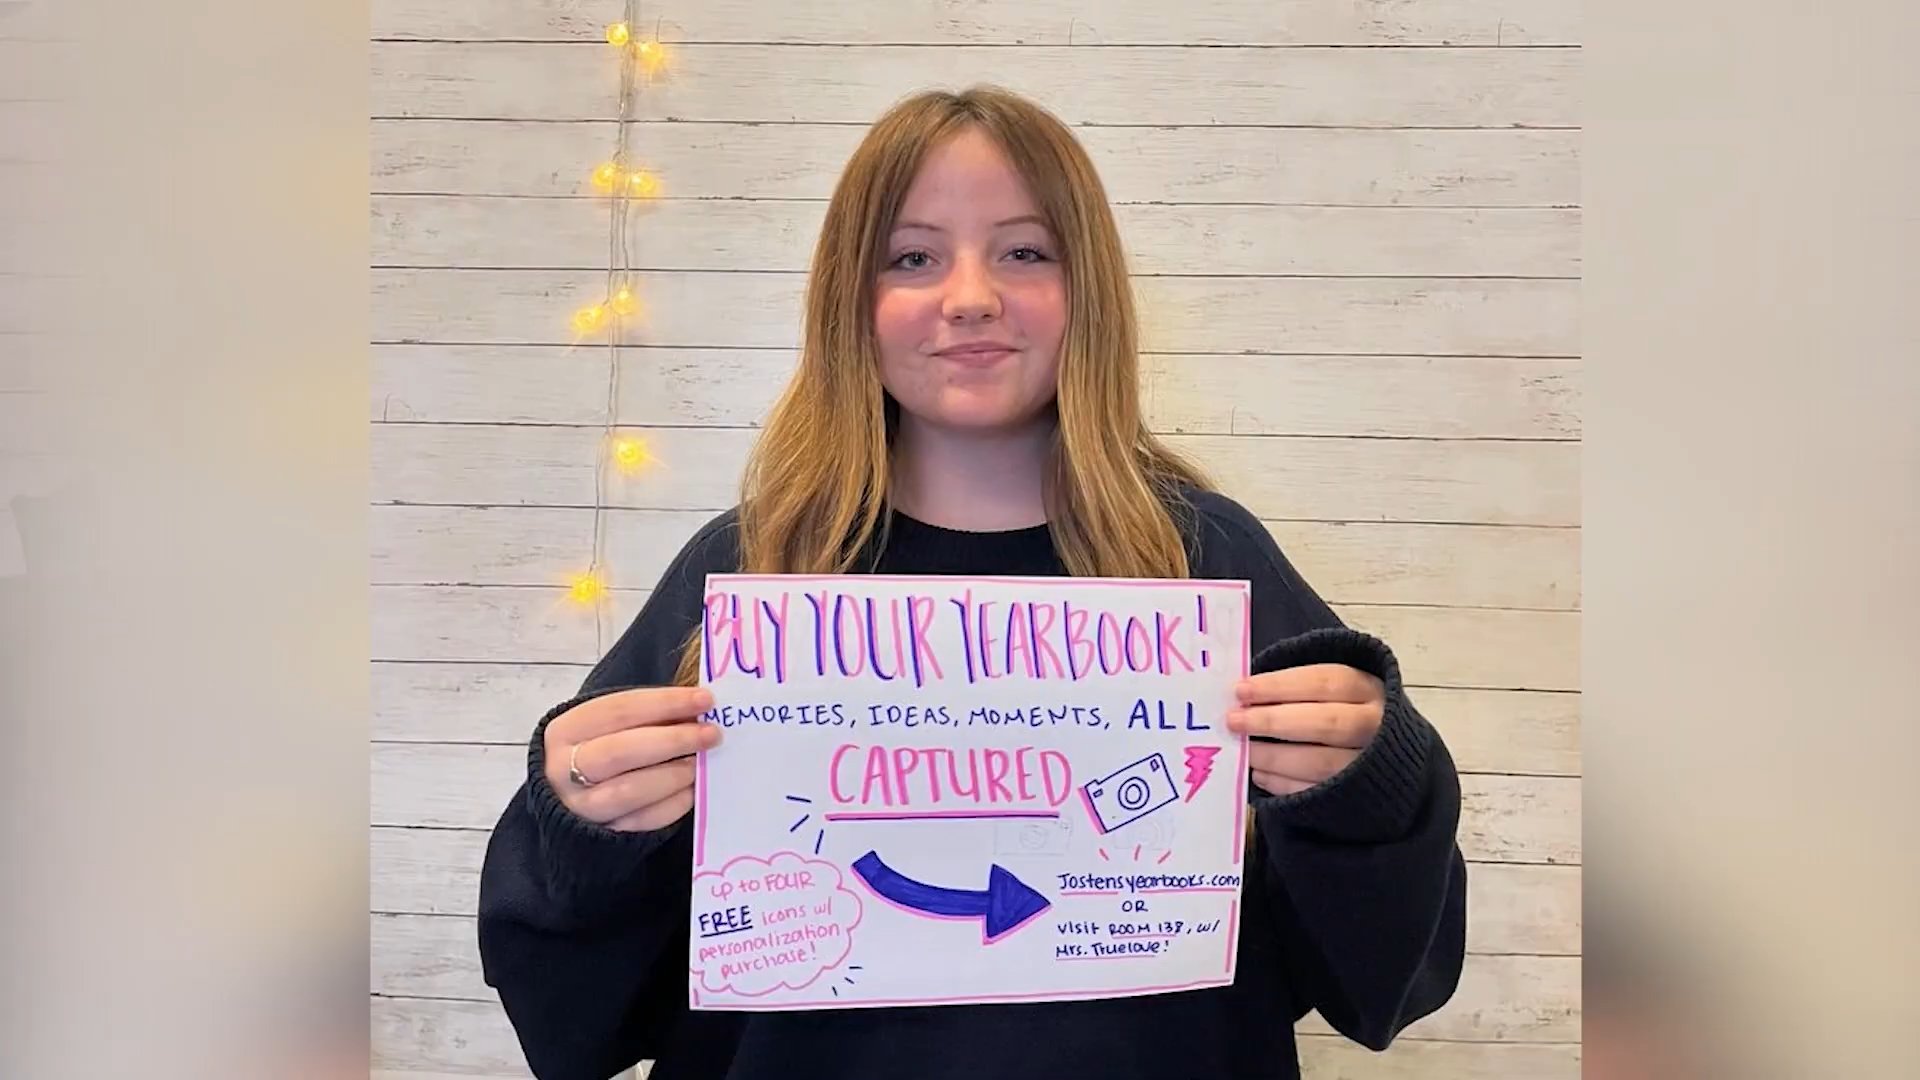 BUY YOUR YEARBOOK!
MEMORIES, IDEAS, MOMENTS, ALL
CAPTURED
up to FOUR
FREE icons w/
personalization
purchase!
Jostensyearbooks.com
OR
visit ROOM 138, w/
Mrs. Truelove!